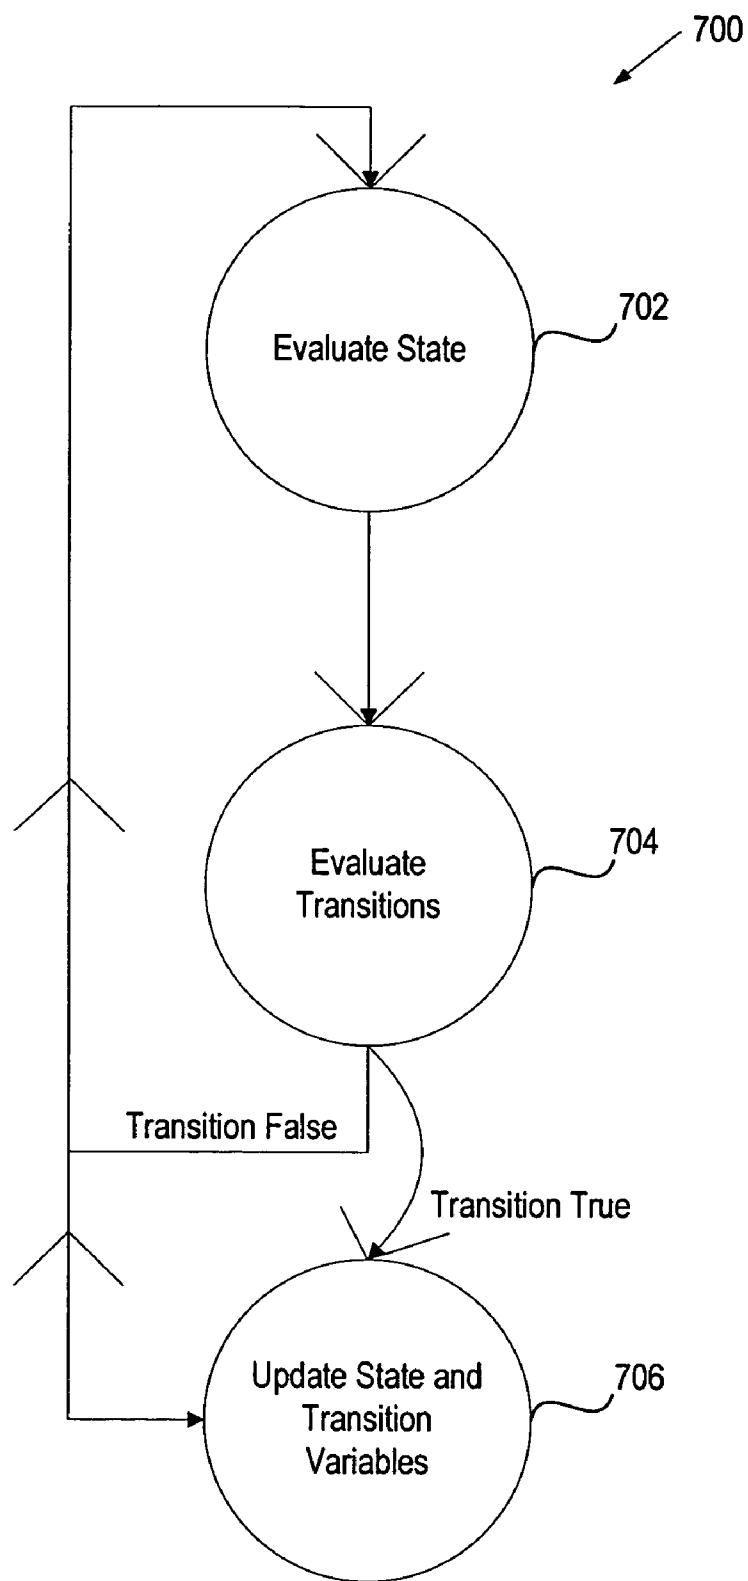 700
702
Evaluate State
704
Evaluate
Transitions
Transition False
Transition True
706
Update State and
Transition
Variables